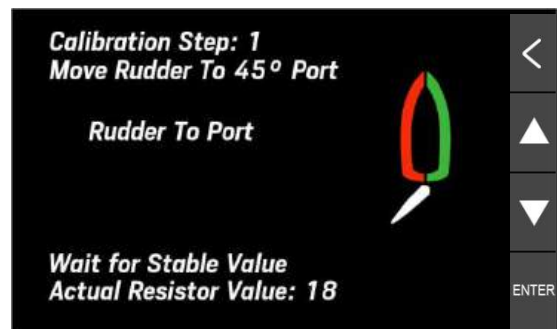 Calibration Step: 1
Move Rudder To 45º Port
Rudder To Port
Wait for Stable Value
Actual Resistor Value: 18
ENTER